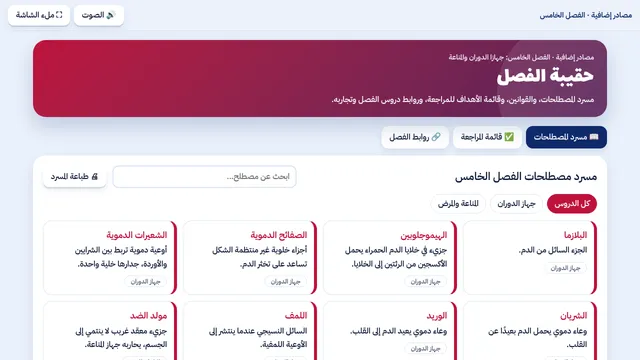 مصادر إضافية · الفصل الخامس
🔊 الصوت
⛶ ملء الشاشة
مصادر إضافية · الفصل الخامس: جهازا الدوران والمناعة
حقيبة الفصل
مسرد المصطلحات، والقوانين، وقائمة الأهداف للمراجعة، وروابط دروس الفصل وتجاربه.
📖 مسرد المصطلحات
✅ قائمة المراجعة
🔗 روابط الفصل
مسرد مصطلحات الفصل الخامس
ابحث عن مصطلح...
🖨 طباعة المسرد
كل الدروس
جهاز الدوران
المناعة والمرض
البلازما
الجزء السائل من الدم.
جهاز الدوران
الهيموجلوبين
جزيء في خلايا الدم الحمراء يحمل
الأكسجين من الرئتين إلى الخلايا.
جهاز الدوران
الصفائح الدموية
أجزاء خلوية غير منتظمة الشكل
تساعد على تخثر الدم.
جهاز الدوران
الشعيرات الدموية
أوعية دموية تربط بين الشرايين
والأوردة، جدارها خلية واحدة.
جهاز الدوران
الشريان
وعاء دموي يحمل الدم بعيدًا عن
القلب.
الوريد
وعاء دموي يعيد الدم إلى القلب.
جهاز الدوران
اللمف
السائل النسيجي عندما ينتشر إلى
الأوعية اللمفية.
مولد الضد
جزيء غريب لا ينتمي إلى
الجسم، يحاربه جهاز المناعة.